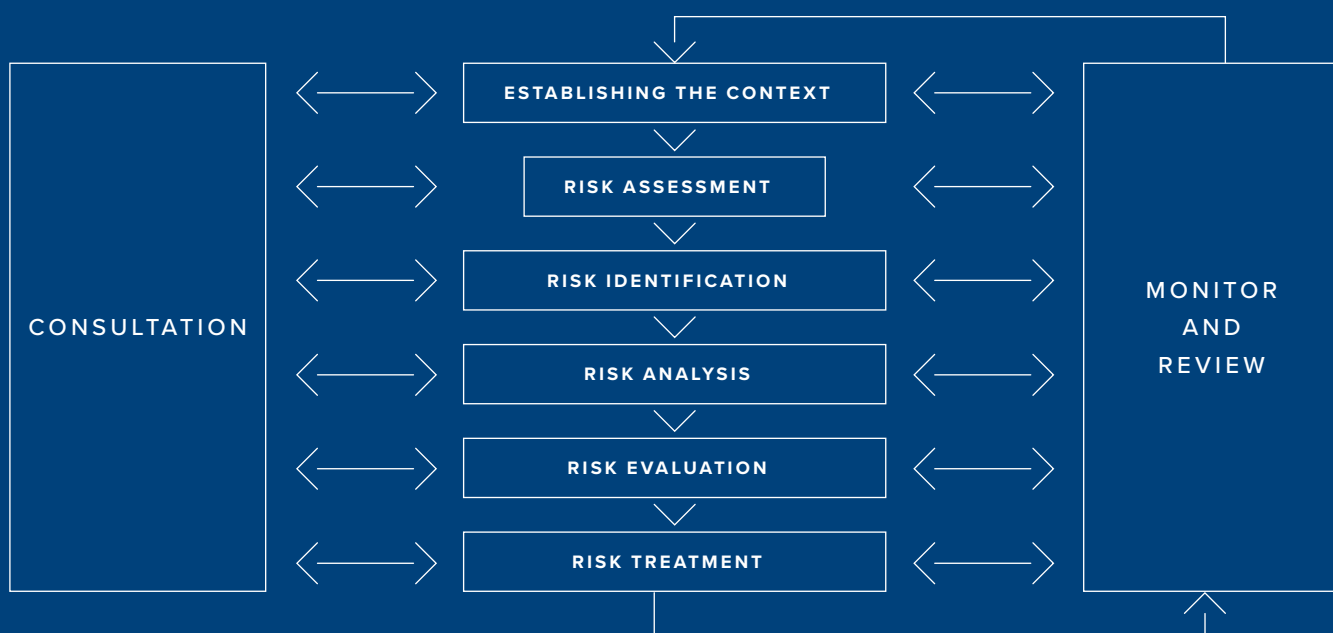 ESTABLISHING THE CONTEXT
RISK ASSESSMENT
RISK IDENTIFICATION
RISK ANALYSIS
RISK EVALUATION
RISK TREATMENT
CONSULTATION
MONITOR
AND
REVIEW